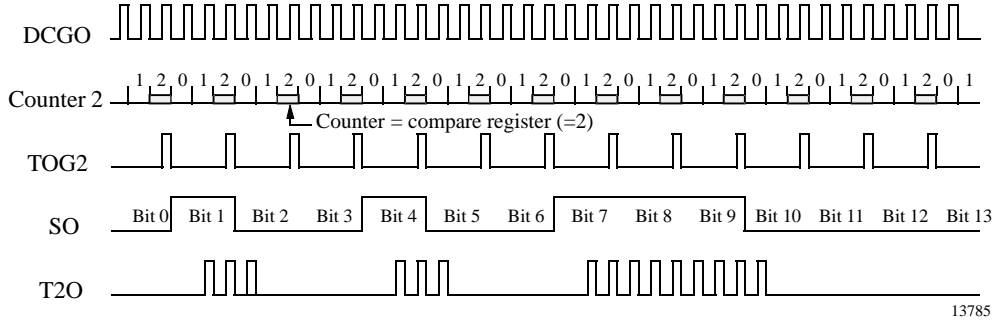 DCGO
1 2 0 1 2 0 1 2 0 1 2 0 1 2 0 1 2 0 1 2 0 1 2 0 1 2 0 1 2 0 1 2 0 1 2 0 1 2 0 1
Counter 2
Counter = compare register (=2)
TOG2
Bit 0 Bit 1 Bit 2 Bit 3 Bit 4 Bit 5 Bit 6 Bit 7 Bit 8 Bit 9 Bit 10 Bit 11 Bit 12 Bit 13
SO
T2O
13785